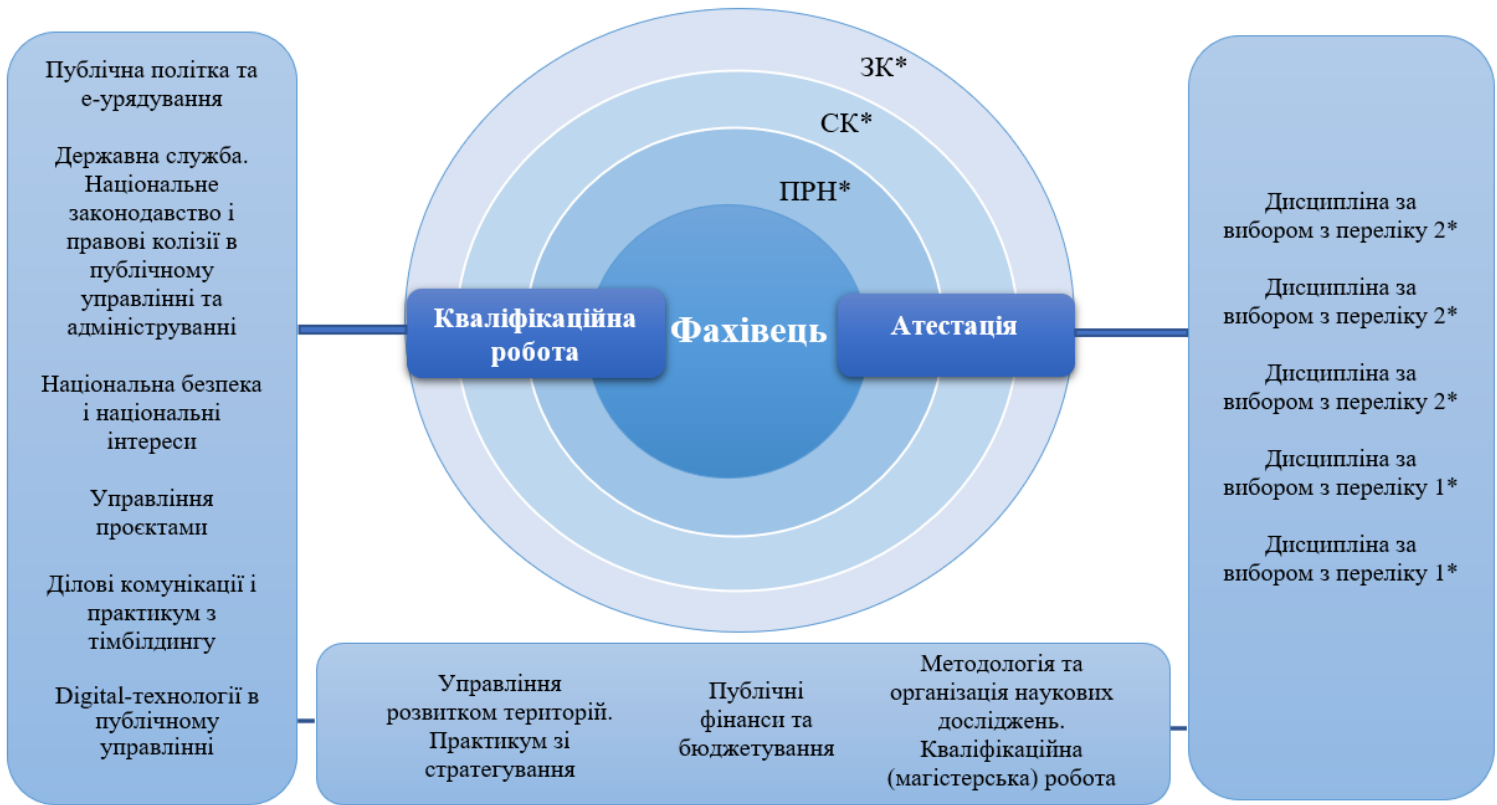 Публічна політка та
е-урядування
Державна служба.
Національне
законодавство і
правові колізії в
публічному
управлінні та
адмініструванні
Національна безпека
і національні
інтереси
Управління
проєктами
Ділові комунікації і
практикум з
тімбілдингу
Digital-технології в
публічному
управлінні
ЗК*
СК*
ПРН*
Кваліфікаційна
робота
Фахівець
Атестація
Управління
розвитком територій.
Практикум зі
стратегування
Публічні
фінанси та
бюджетування
Методологія та
організація наукових
досліджень.
Кваліфікаційна
(магістерська) робота
Дисципліна за
вибором з переліку 2*
Дисципліна за
вибором з переліку 2*
Дисципліна за
вибором з переліку 2*
Дисципліна за
вибором з переліку 1*
Дисципліна за
вибором з переліку 1*